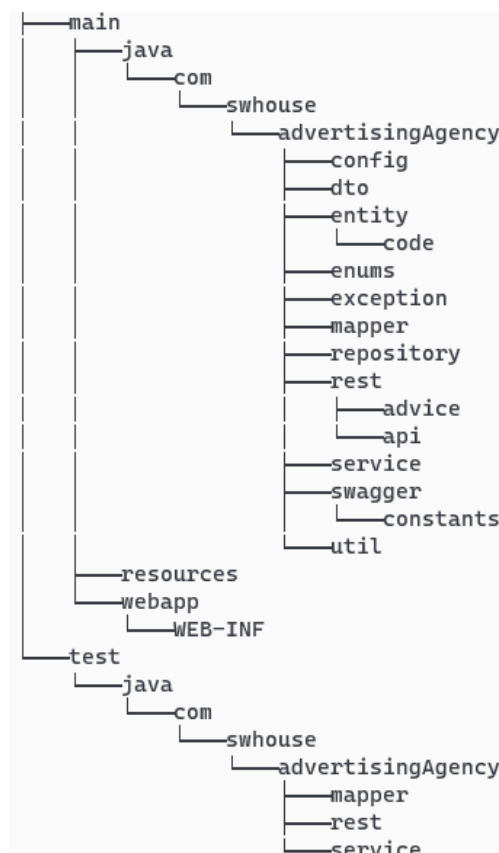 main
java
com
swhouse
advertisingAgency
config
dto
entity
code
enums
exception
mapper
repository
rest
advice
api
service
swagger
constants
util
resources
webapp
WEB-INF
test
java
com
swhouse
advertisingAgency
mapper
rest
service